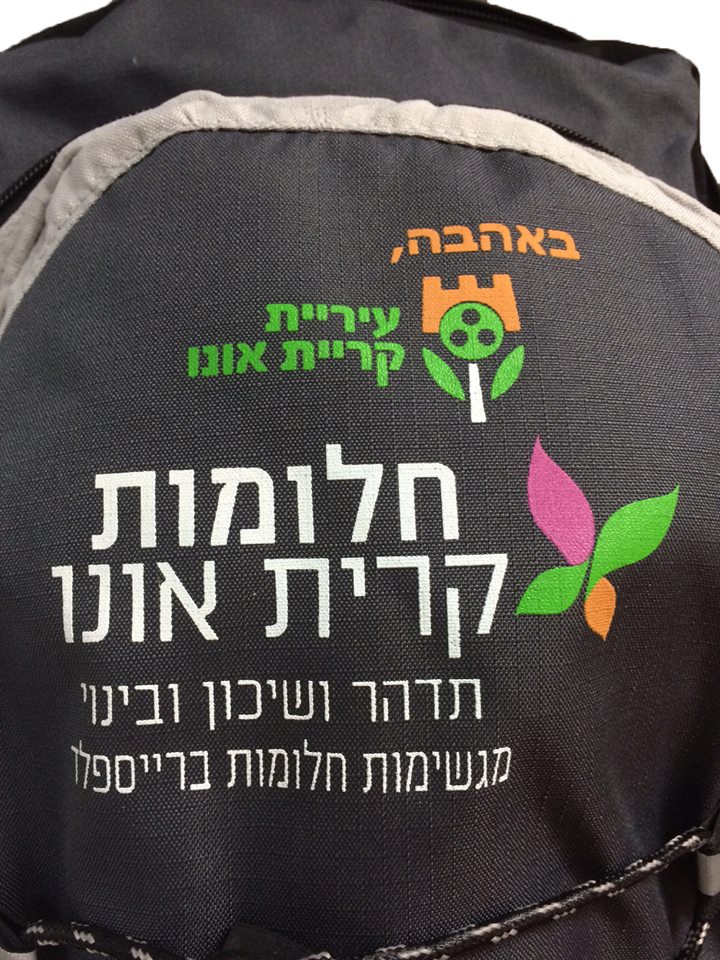 באהבה,
עיריית
קריית אונו
חלומות
קרית אונו
תדהר ושיכון ובינוי
מגשימות חלומות ברייספלד